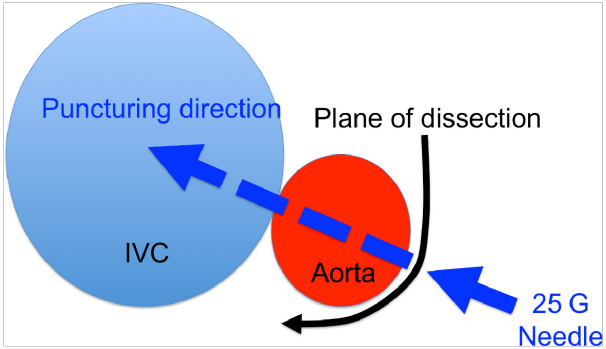 Puncturing direction
Plane of dissection
IVC
Aorta
25 G
Needle